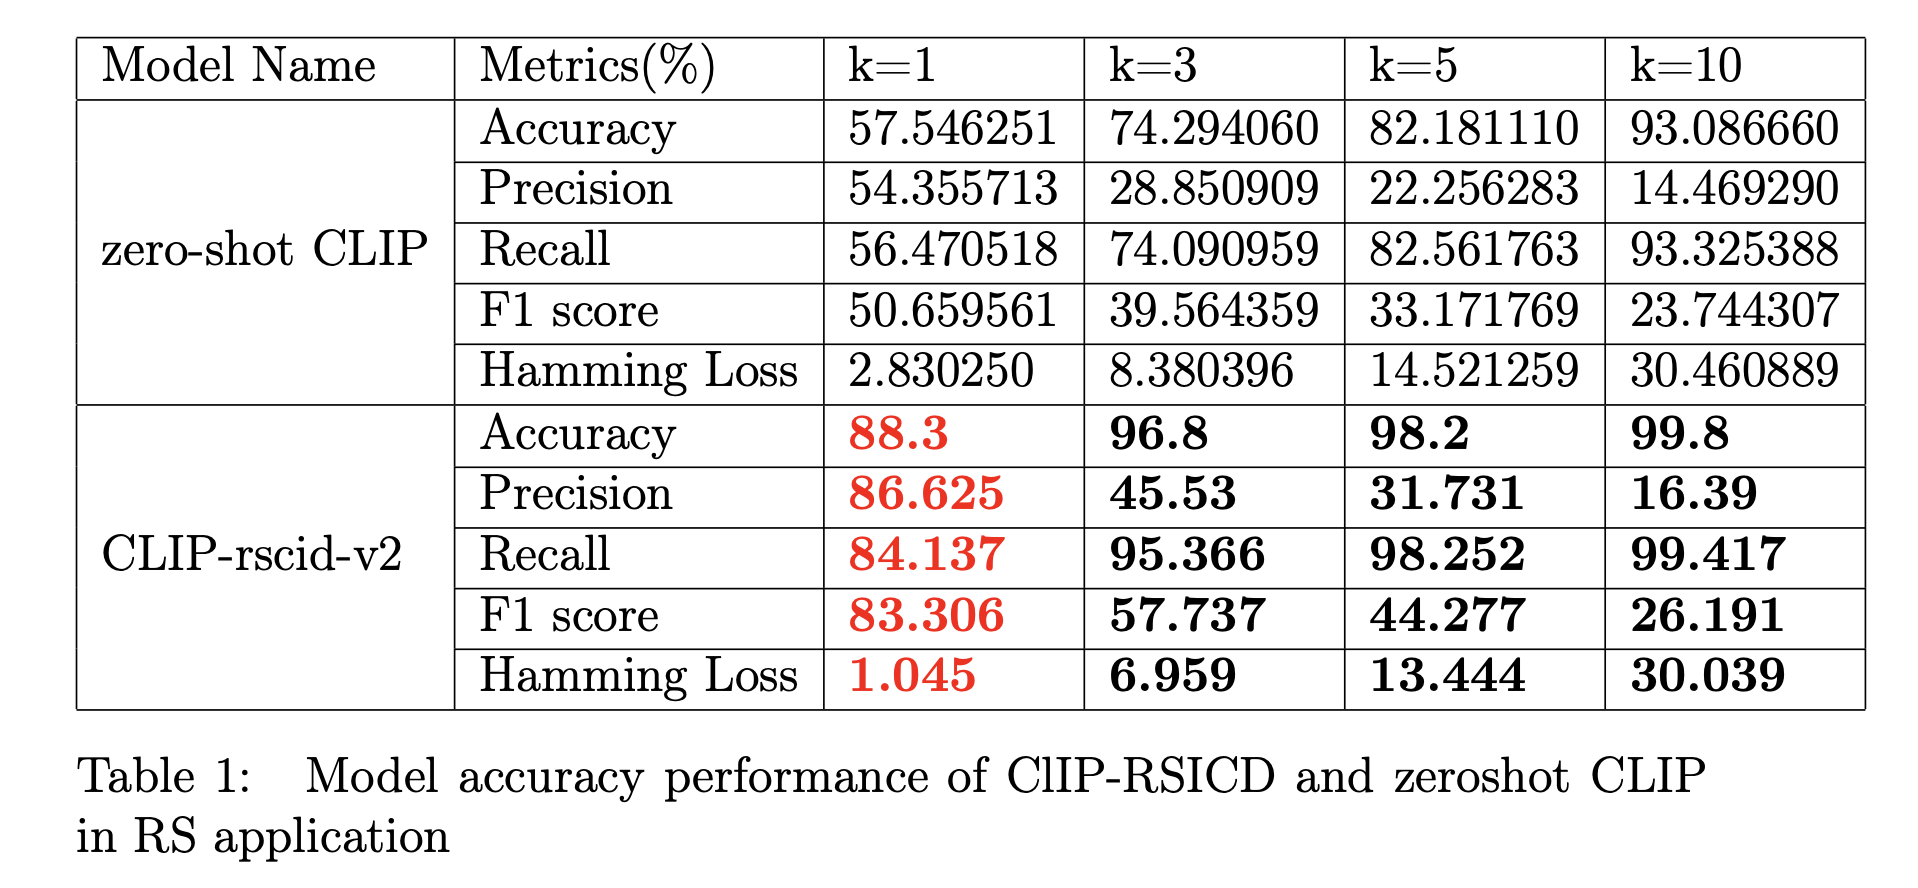 Model Name Metrics(%) k=1 k=3 k=5 k=10
Accuracy 57.546251 74.294060 82.181110 93.086660
Precision 54.355713 28.850909 22.256283 14.469290
zero-shot CLIP Recall 56.470518 74.090959 82.561763 93.325388
F1 score 50.659561 39.564359 33.171769 23.744307
Hamming Loss 2.830250 8.380396 14.521259 30.460889
Accuracy 88.3 96.8 98.2 99.8
Precision 86.625 45.53 31.731 16.39
CLIP-rscid-v2 Recall 84.137 95.366 98.252 99.417
F1 score 83.306 57.737 44.277 26.191
Hamming Loss 1.045 6.959 13.444 30.039
Table 1: Model accuracy performance of ClIP-RSICD and zeroshot CLIP
in RS application